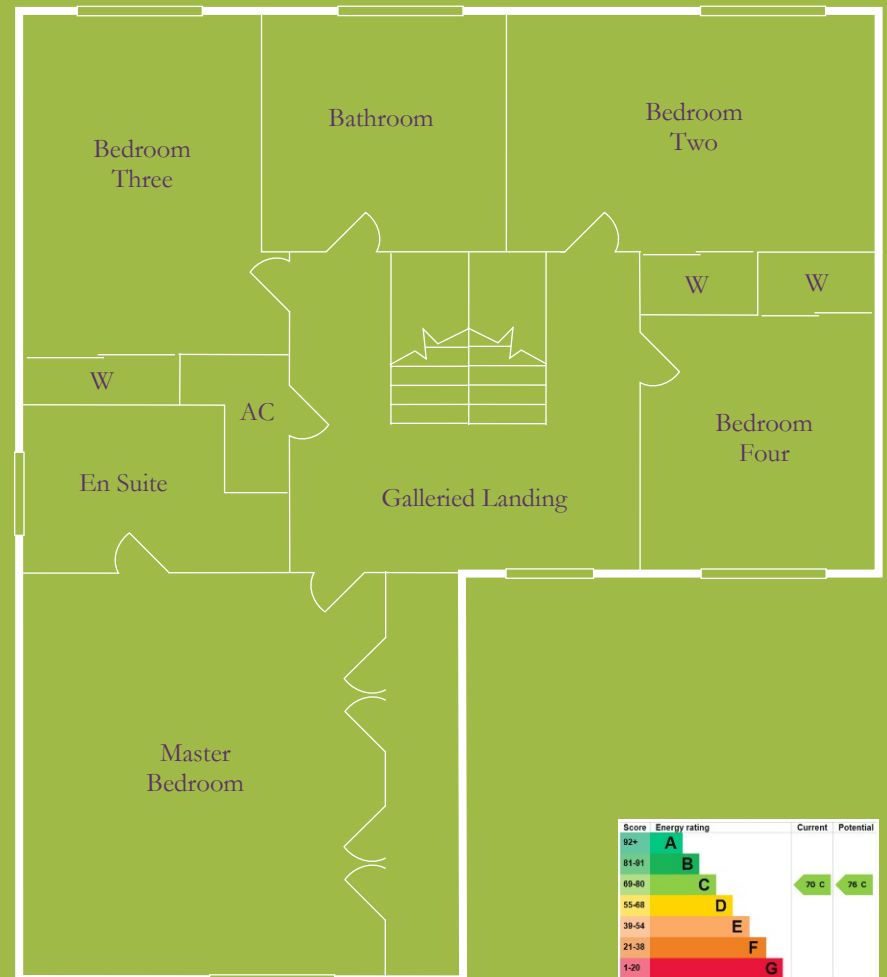 Bathroom
Bedroom
Two
Bedroom
Three
W
W
W
AC
Bedroom
Four
En Suite
Galleried Landing
Master
Bedroom
Score Energy rating Current Potential
92+ A
81-91 B
69-80 C 70 C 76 C
55-68 D
39-54 E
21-38 F
1-20 G